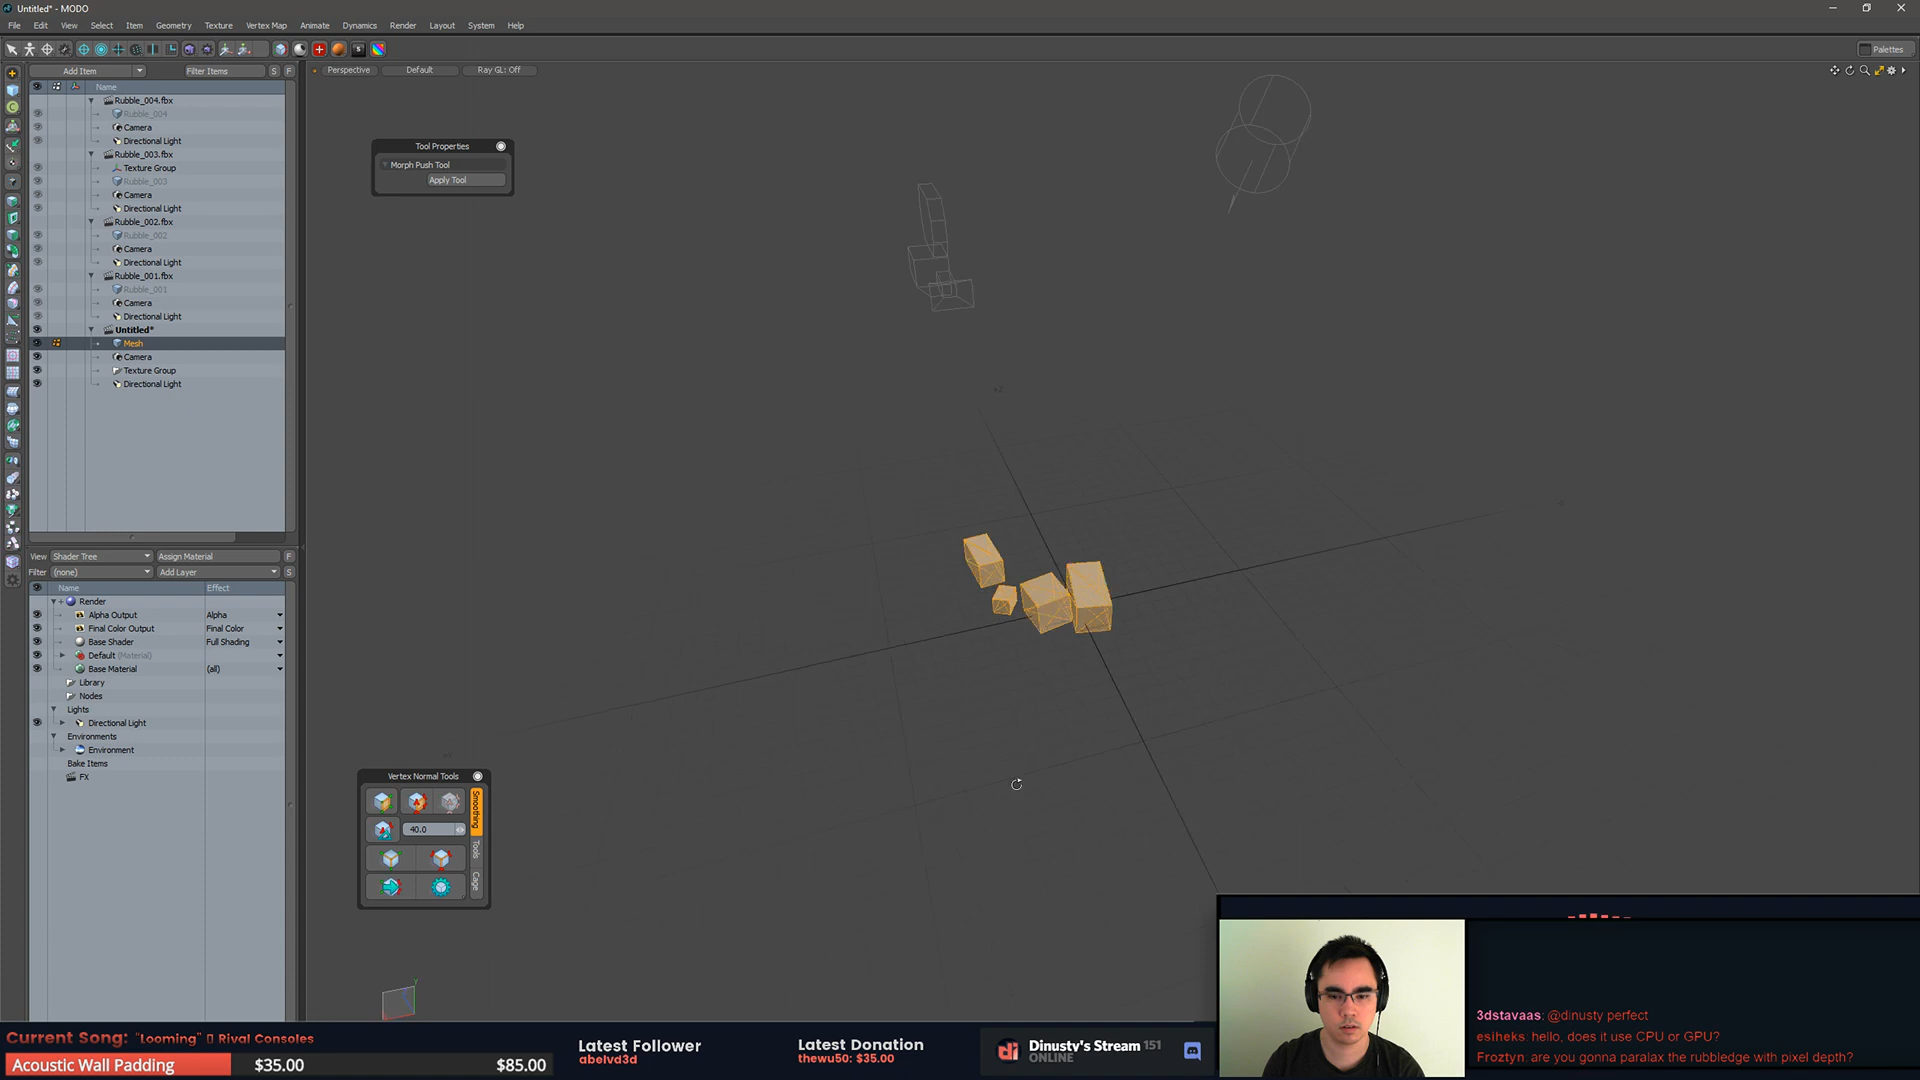 Untitled* - MODO
File Edit View Select Item Geometry Texture Vertex Map Animate Dynamics Render Layout System Help
Palettes
Add Item Filter Items S F
Perspective Default Ray GL: Off
Name
Rubble_004.fbx
Rubble_004
Camera
Directional Light
Rubble_003.fbx
Texture Group
Rubble_003
Camera
Directional Light
Rubble_002.fbx
Rubble_002
Camera
Directional Light
Rubble_001.fbx
Rubble_001
Camera
Directional Light
Untitled*
Mesh
Camera
Texture Group
Directional Light
Tool Properties
Morph Push Tool
Apply Tool
View Shader Tree Assign Material F
Filter (none) Add Layer S
Name Effect
Render
Alpha Output Alpha
Final Color Output Final Color
Base Shader Full Shading
Default (Material)
Base Material (all)
Library
Nodes
Lights
Directional Light
Environments
Environment
Bake Items
FX
Vertex Normal Tools
Smoothing
40.0
Tools
Cage
Current Song: "Looming" Rival Consoles
Acoustic Wall Padding $35.00 $85.00
Latest Follower
abelvd3d
Latest Donation
thewu50: $35.00
Dinusty's Stream 151
ONLINE
3dstavaas: @dinusty perfect
esiheks: hello, does it use CPU or GPU?
Froztyn: are you gonna paralax the rubbledge with pixel depth?